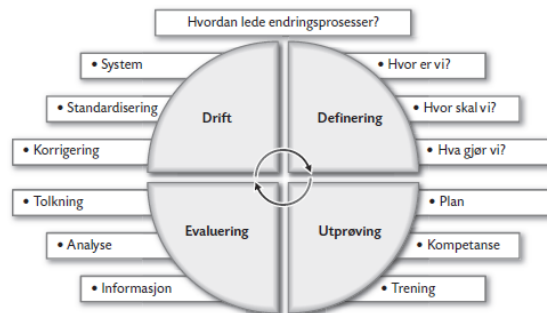 Hvordan lede endringsprosesser?
• System
• Hvor er vi?
• Standardisering
• Hvor skal vi?
Drift
Definering
• Korrigering
• Hva gjør vi?
• Tolkning
• Plan
Evaluering
Utprøving
• Analyse
• Kompetanse
• Informasjon
• Trening